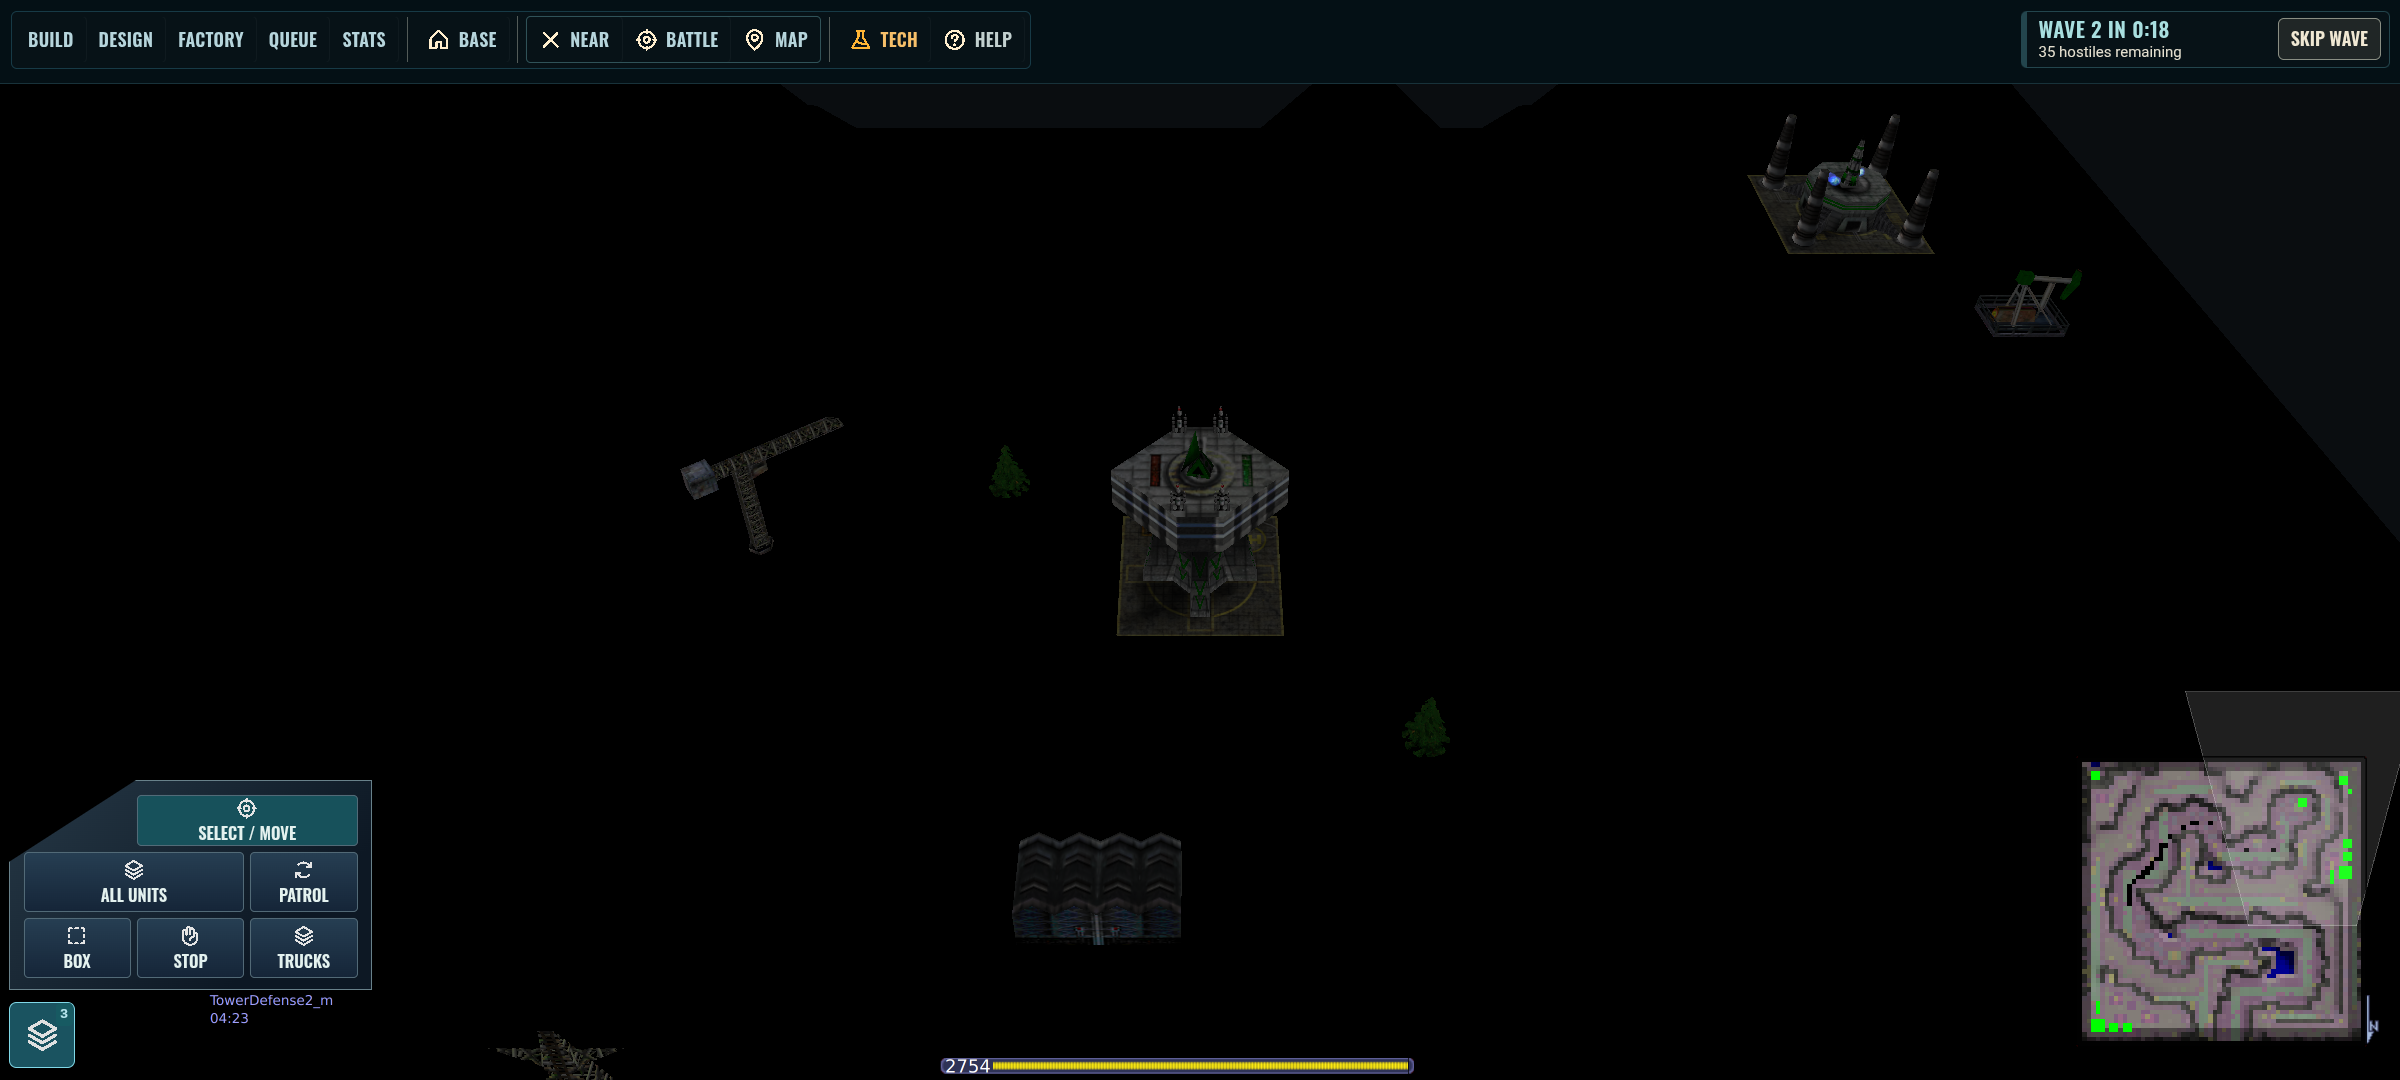 BUILD DESIGN FACTORY QUEUE STATS BASE NEAR BATTLE MAP TECH HELP
WAVE 2 IN 0:18
35 hostiles remaining
SKIP WAVE
SELECT / MOVE
ALL UNITS PATROL
BOX STOP TRUCKS
3
TowerDefense2_m
04:23
2754
N